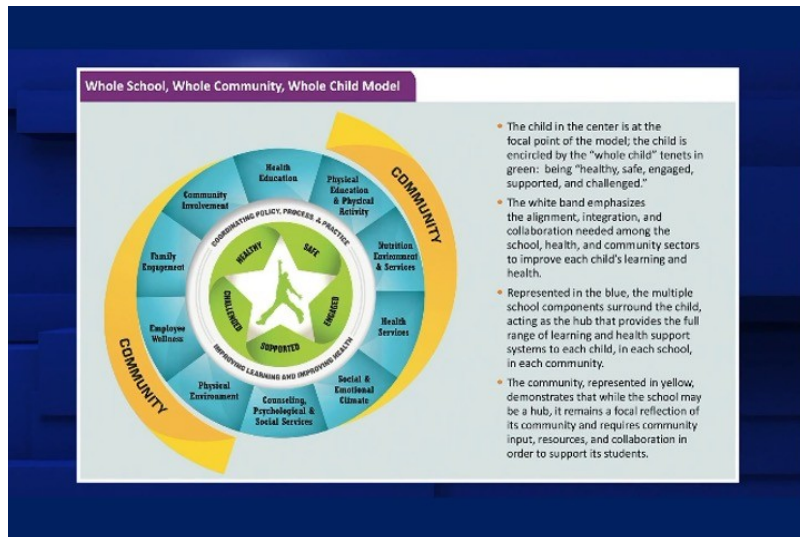 Whole School, Whole Community, Whole Child Model
COMMUNITY
Health
Education
Physical
Education
& Physical
Activity
Nutrition
Environment
& Services
Health
Services
Social &
Emotional
Climate
Counseling,
Psychological &
Social Services
Physical
Environment
Employee
Wellness
Family
Engagement
Community
Involvement
COORDINATING POLICY, PROCESS, & PRACTICE
HEALTHY
SAFE
ENGAGED
SUPPORTED
CHALLENGED
IMPROVING LEARNING AND IMPROVING HEALTH
COMMUNITY
• The child in the center is at the
focal point of the model; the child is
encircled by the “whole child” tenets in
green: being “healthy, safe, engaged,
supported, and challenged.”
• The white band emphasizes
the alignment, integration, and
collaboration needed among the
school, health, and community sectors
to improve each child's learning and
health.
• Represented in the blue, the multiple
school components surround the child,
acting as the hub that provides the full
range of learning and health support
systems to each child, in each school,
in each community.
• The community, represented in yellow,
demonstrates that while the school may
be a hub, it remains a focal reflection of
its community and requires community
input, resources, and collaboration in
order to support its students.